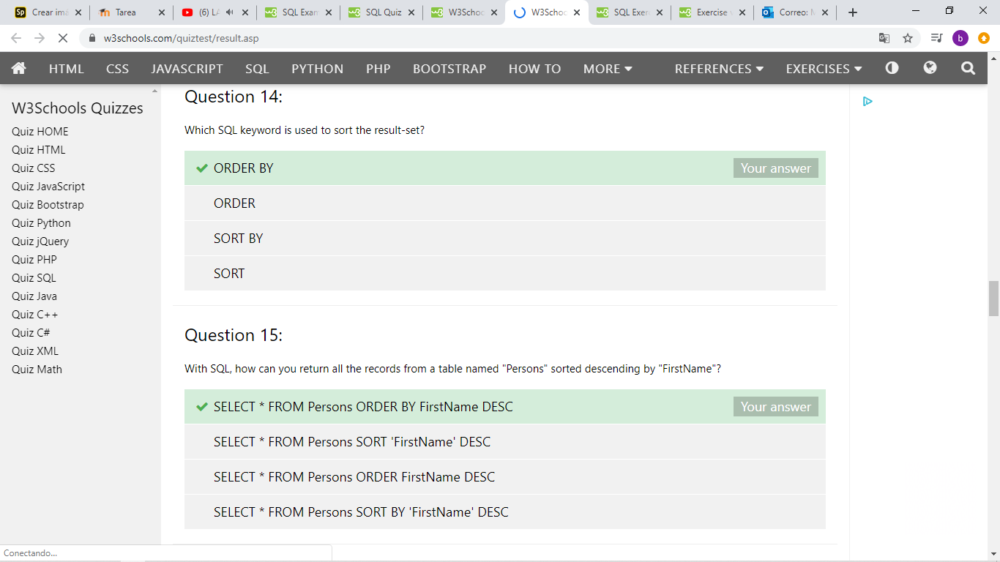 Crear imá
Tarea
(6) LA
SQL Exam
SQL Quiz
W3Schoo
W3Schoo
SQL Exer
Exercise v
Correo: M
w3schools.com/quiztest/result.asp
b
HTML CSS JAVASCRIPT SQL PYTHON PHP BOOTSTRAP HOW TO MORE REFERENCES EXERCISES
W3Schools Quizzes
Quiz HOME
Quiz HTML
Quiz CSS
Quiz JavaScript
Quiz Bootstrap
Quiz Python
Quiz jQuery
Quiz PHP
Quiz SQL
Quiz Java
Quiz C++
Quiz C#
Quiz XML
Quiz Math
Question 14:
Which SQL keyword is used to sort the result-set?
ORDER BY Your answer
ORDER
SORT BY
SORT
Question 15:
With SQL, how can you return all the records from a table named "Persons" sorted descending by "FirstName"?
SELECT * FROM Persons ORDER BY FirstName DESC Your answer
SELECT * FROM Persons SORT 'FirstName' DESC
SELECT * FROM Persons ORDER FirstName DESC
SELECT * FROM Persons SORT BY 'FirstName' DESC
Conectando...